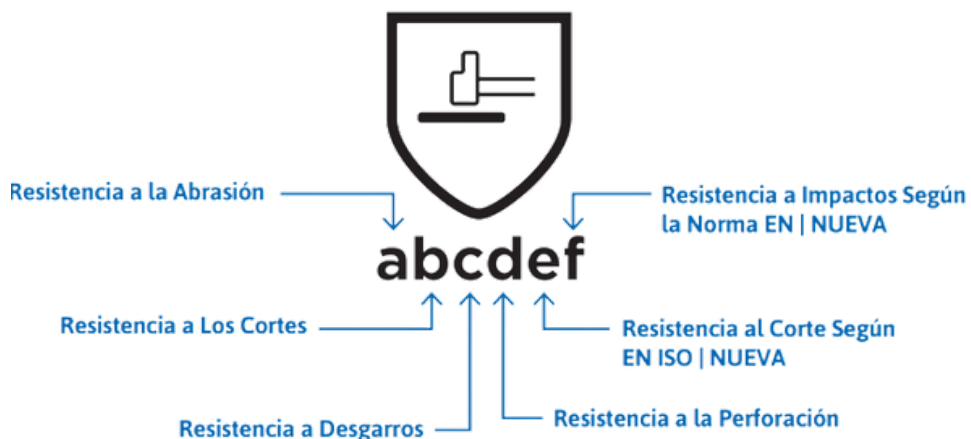 Resistencia a la Abrasión
Resistencia a Impactos Según
la Norma EN | NUEVA
abcdef
Resistencia a Los Cortes
Resistencia al Corte Según
EN ISO | NUEVA
Resistencia a Desgarros
Resistencia a la Perforación